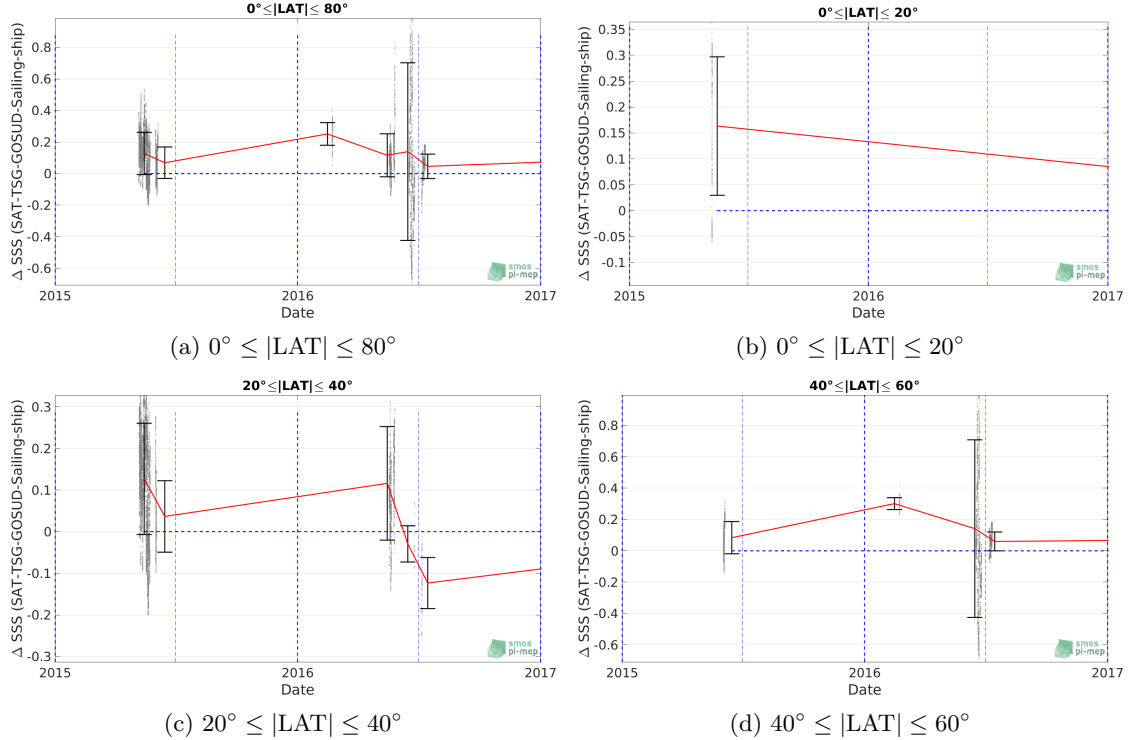 0°≤|LAT|≤ 80°
Δ SSS (SAT-TSG-GOSUD-Sailing-ship)
0.8
0.6
0.4
0.2
0
-0.2
-0.4
-0.6
2015
2016
2017
Date
smos
pi-mep
(a) 0° ≤ |LAT| ≤ 80°
0°≤|LAT|≤ 20°
Δ SSS (SAT-TSG-GOSUD-Sailing-ship)
0.35
0.3
0.25
0.2
0.15
0.1
0.05
0
-0.05
-0.1
2015
2016
2017
Date
smos
pi-mep
(b) 0° ≤ |LAT| ≤ 20°
20°≤|LAT|≤ 40°
Δ SSS (SAT-TSG-GOSUD-Sailing-ship)
0.3
0.2
0.1
0
-0.1
-0.2
-0.3
2015
2016
2017
Date
smos
pi-mep
(c) 20° ≤ |LAT| ≤ 40°
40°≤|LAT|≤ 60°
Δ SSS (SAT-TSG-GOSUD-Sailing-ship)
0.8
0.6
0.4
0.2
0
-0.2
-0.4
-0.6
2015
2016
2017
Date
smos
pi-mep
(d) 40° ≤ |LAT| ≤ 60°